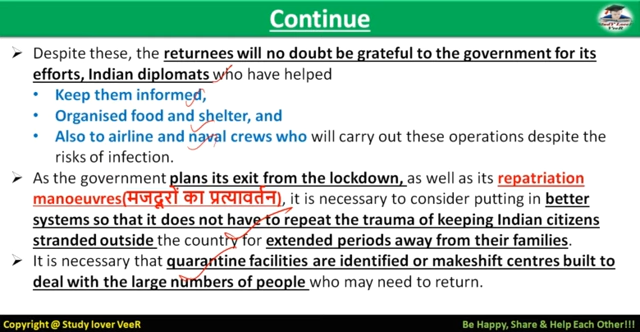 Continue
➢ Despite these, the returnees will no doubt be grateful to the government for its
efforts, Indian diplomats who have helped
• Keep them informed,
• Organised food and shelter, and
• Also to airline and naval crews who will carry out these operations despite the
risks of infection.
➢ As the government plans its exit from the lockdown, as well as its repatriation
manoeuvres(मजदूरों का प्रत्यावर्तन), it is necessary to consider putting in better
systems so that it does not have to repeat the trauma of keeping Indian citizens
stranded outside the country for extended periods away from their families.
➢ It is necessary that quarantine facilities are identified or makeshift centres built to
deal with the large numbers of people who may need to return.
Copyright @ Study lover VeeR
Be Happy, Share & Help Each Other!!!